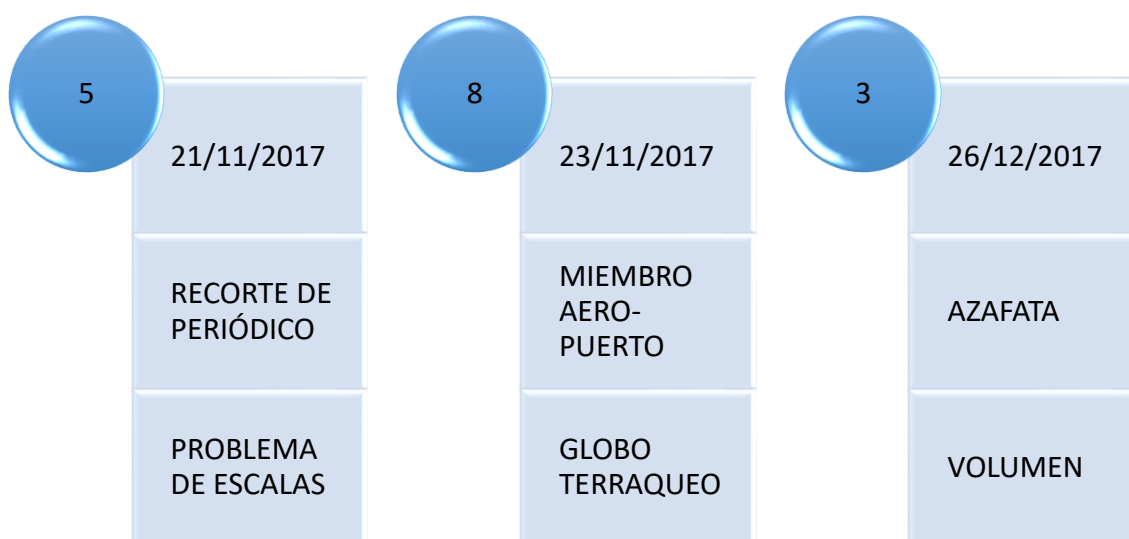 5
21/11/2017
RECORTE DE
PERIÓDICO
PROBLEMA
DE ESCALAS
8
23/11/2017
MIEMBRO
AERO-
PUERTO
GLOBO
TERRAQUEO
3
26/12/2017
AZAFATA
VOLUMEN